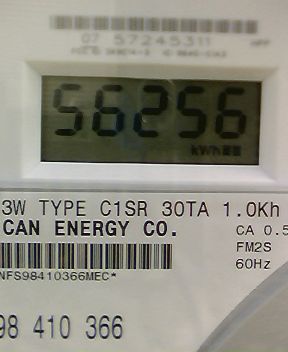 07 57245311
56256
kWh
3W TYPE C1SR 30TA 1.0Kh
CAN ENERGY CO.
CA 0.5
FM2S
60Hz
NFS98410366MEC*
98 410 366